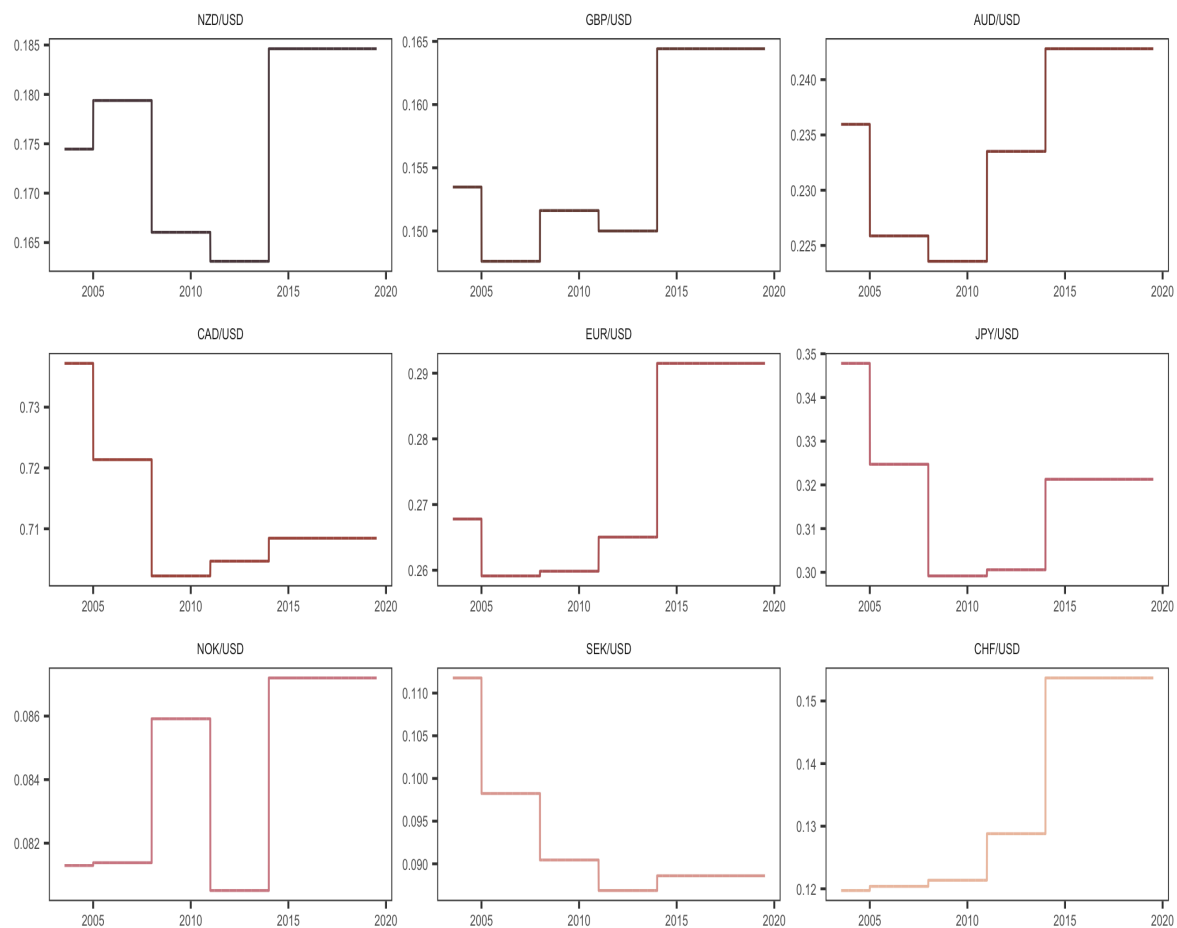 NZD/USD GBP/USD AUD/USD
0.185 0.180 0.175 0.170 0.165
0.165 0.160 0.155 0.150
0.240 0.235 0.230 0.225
2005 2010 2015 2020 2005 2010 2015 2020 2005 2010 2015 2020
CAD/USD EUR/USD JPY/USD
0.73 0.72 0.71
0.29 0.28 0.27 0.26
0.35 0.34 0.33 0.32 0.31 0.30
2005 2010 2015 2020 2005 2010 2015 2020 2005 2010 2015 2020
NOK/USD SEK/USD CHF/USD
0.086 0.084 0.082
0.110 0.105 0.100 0.095 0.090
0.15 0.14 0.13 0.12
2005 2010 2015 2020 2005 2010 2015 2020 2005 2010 2015 2020